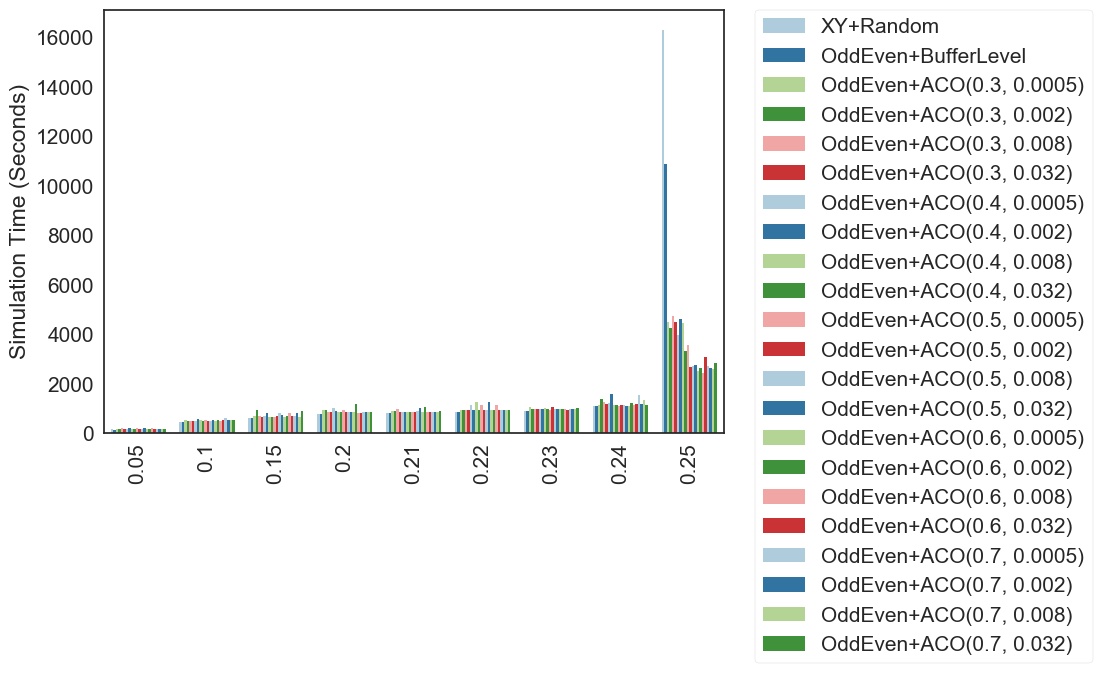 Simulation Time (Seconds)
16000
14000
12000
10000
8000
6000
4000
2000
0
0.05
0.1
0.15
0.2
0.21
0.22
0.23
0.24
0.25
XY+Random
OddEven+BufferLevel
OddEven+ACO(0.3, 0.0005)
OddEven+ACO(0.3, 0.002)
OddEven+ACO(0.3, 0.008)
OddEven+ACO(0.3, 0.032)
OddEven+ACO(0.4, 0.0005)
OddEven+ACO(0.4, 0.002)
OddEven+ACO(0.4, 0.008)
OddEven+ACO(0.4, 0.032)
OddEven+ACO(0.5, 0.0005)
OddEven+ACO(0.5, 0.002)
OddEven+ACO(0.5, 0.008)
OddEven+ACO(0.5, 0.032)
OddEven+ACO(0.6, 0.0005)
OddEven+ACO(0.6, 0.002)
OddEven+ACO(0.6, 0.008)
OddEven+ACO(0.6, 0.032)
OddEven+ACO(0.7, 0.0005)
OddEven+ACO(0.7, 0.002)
OddEven+ACO(0.7, 0.008)
OddEven+ACO(0.7, 0.032)